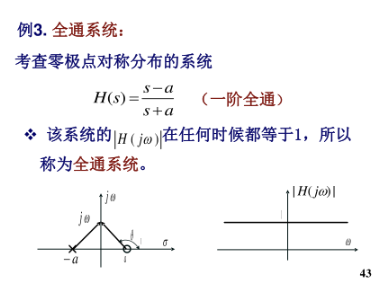 例3. 全通系统：
考查零极点对称分布的系统
H(s) = (s−a)/(s+a) （一阶全通）
❖ 该系统的|H(jω)|在任何时候都等于1，所以
称为全通系统。
jω
jω
σ
−a
|H(jω)|
ω
43